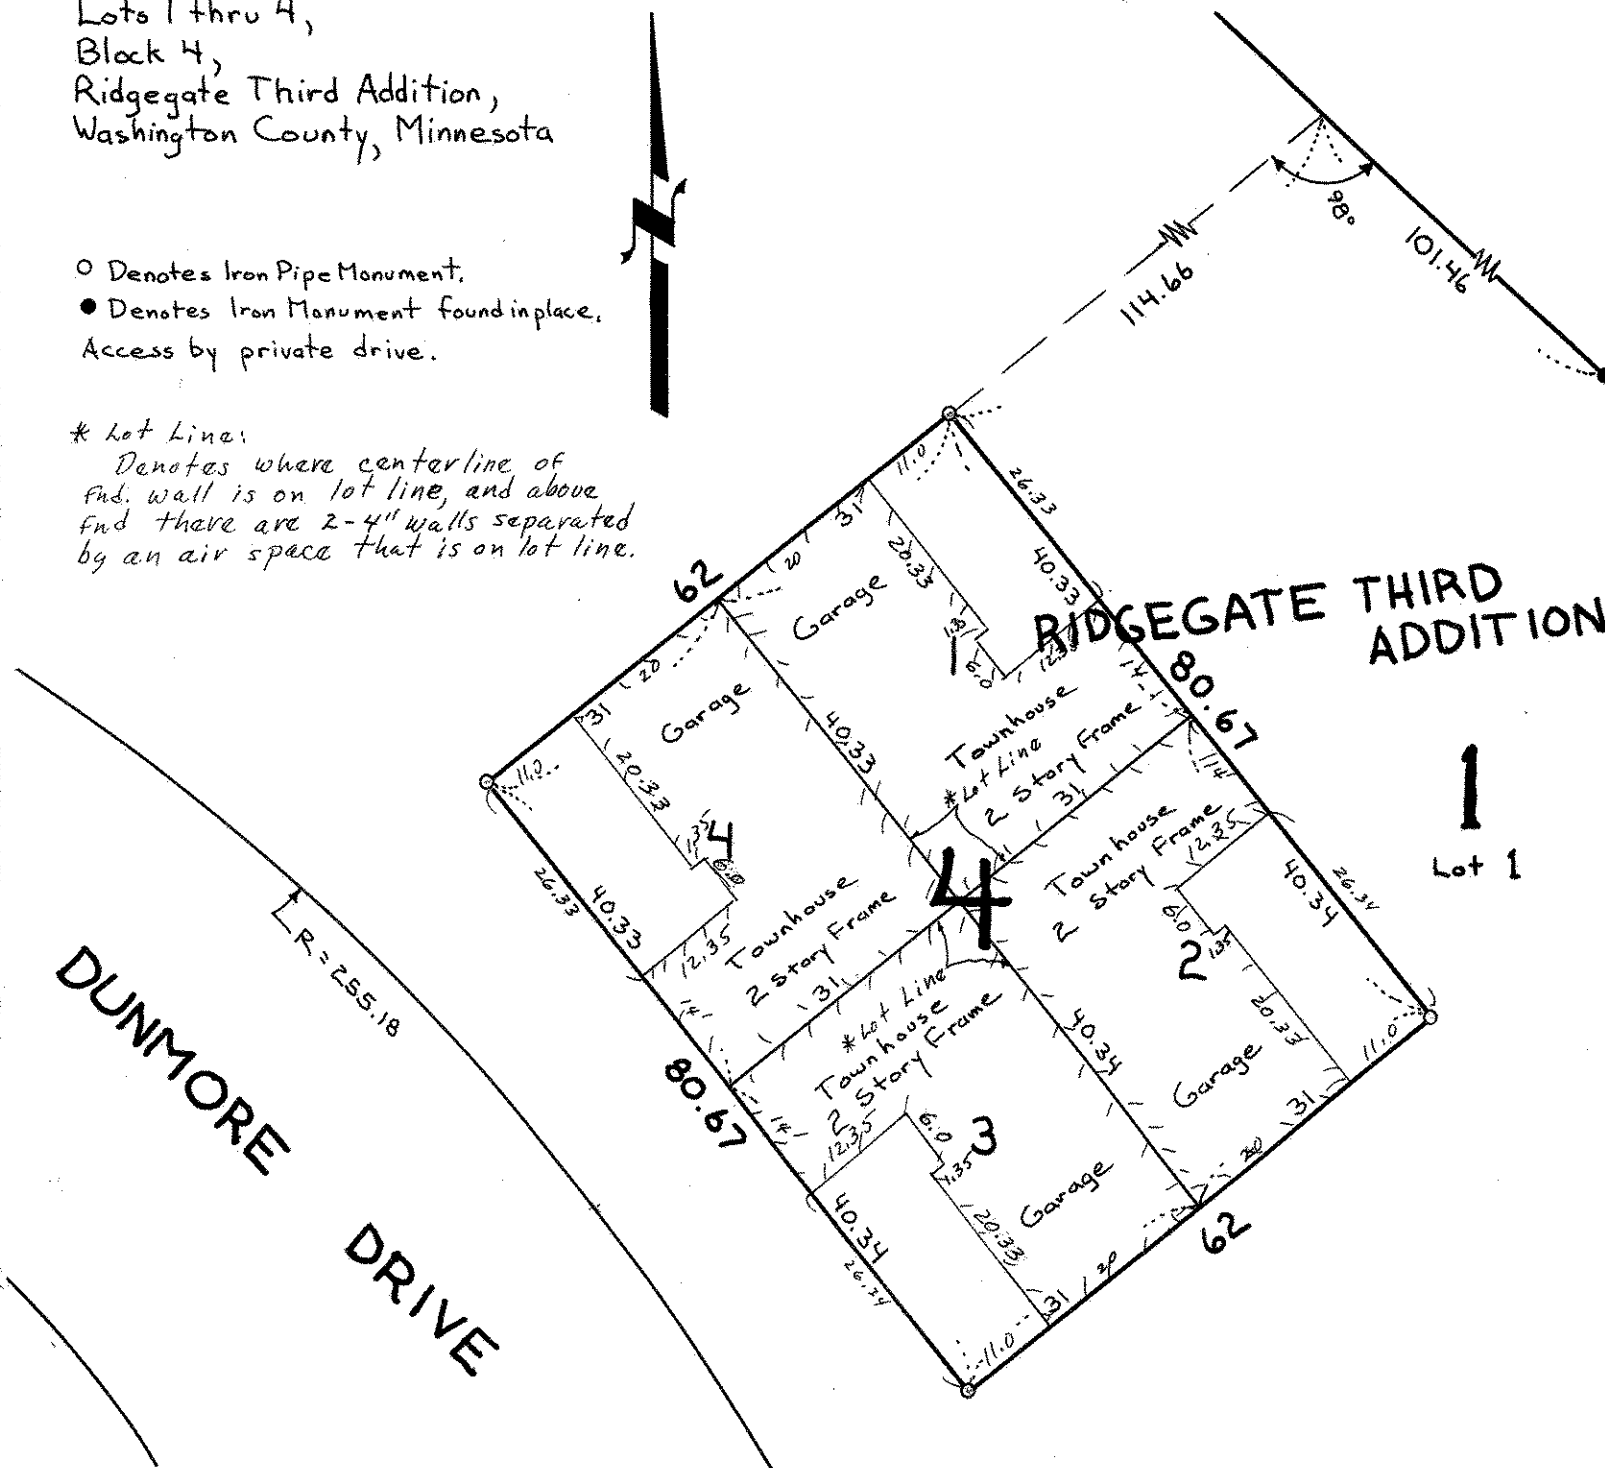 Lots 1 thru 4,
Block 4,
Ridgegate Third Addition,
Washington County, Minnesota
O Denotes Iron Pipe Monument.
● Denotes Iron Monument found in place.
Access by private drive.
* Lot Line:
Denotes where centerline of
fnd. wall is on lot line, and above
fnd there are 2-4" walls separated
by an air space that is on lot line.
98°
101.46
114.66
RIDGEGATE THIRD
ADDITION
1
Lot 1
62
11.0
31
20
Garage
20.33
26.33
40.33
1
6.0
14
80.67
Townhouse
* Lot Line
2 Story Frame
31
40.33
20
31
11.0
Garage
20.33
1.35
4
6.0
26.33
40.33
12.35
Townhouse
2 Story Frame
31
14
4
14
Townhouse
2 Story Frame
12.35
6.0
1.35
2
40.34
26.34
20.33
11.0
Garage
31
20
40.34
62
* Lot Line
Townhouse
2 Story Frame
80.67
14
12.35
6.0
1.35
3
Garage
20.33
40.34
26.34
31
20
11.0
R = 255.18
DUNMORE
DRIVE